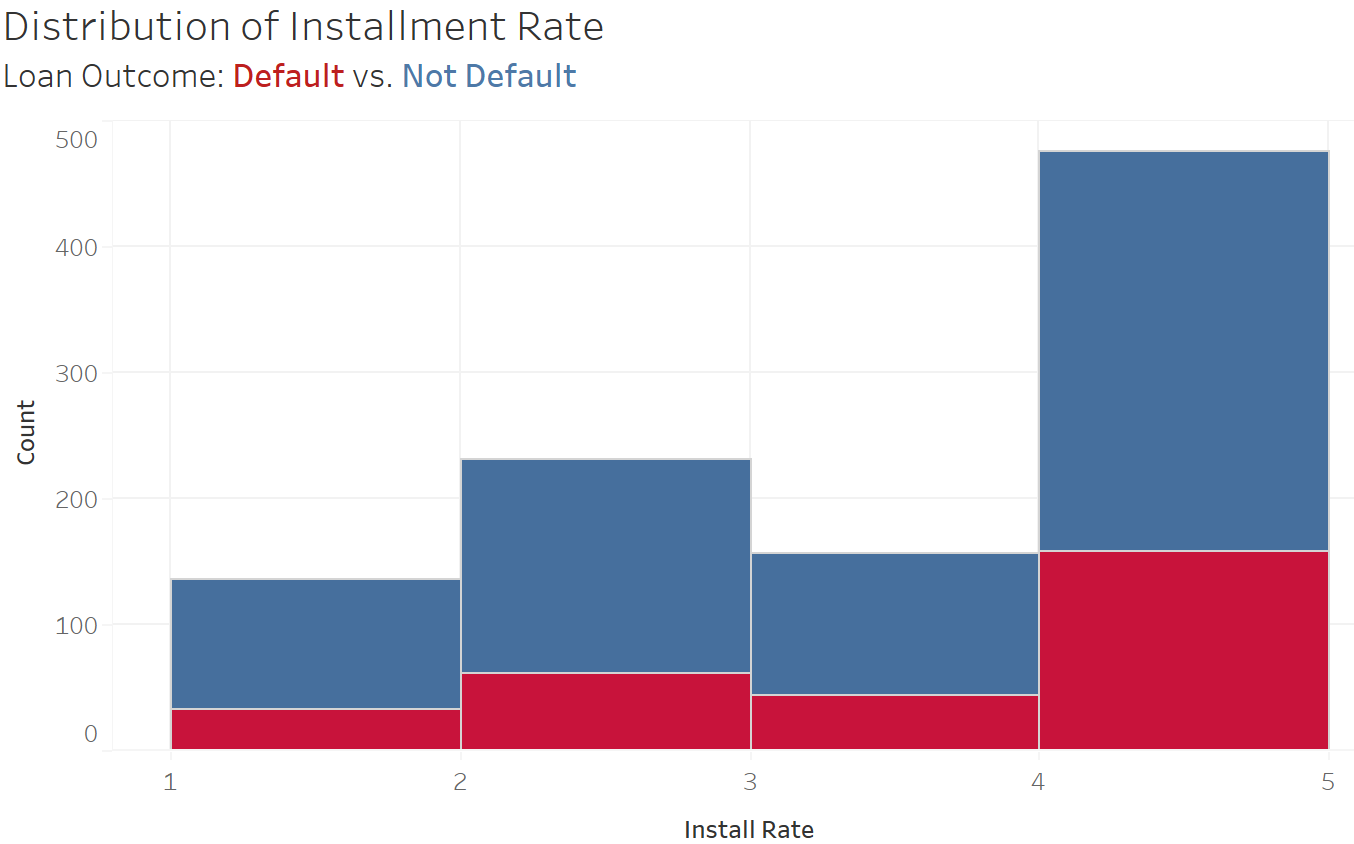 Distribution of Installment Rate
Loan Outcome: Default vs. Not Default
500
400
300
200
100
0
Count
1 2 3 4 5
Install Rate